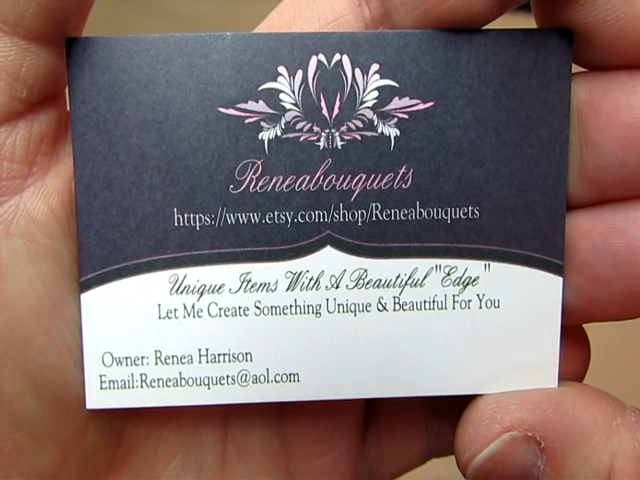 Reneabouquets
https://www.etsy.com/shop/Reneabouquets
Unique Items With A Beautiful "Edge"
Let Me Create Something Unique & Beautiful For You
Owner: Renea Harrison
Email:Reneabouquets@aol.com